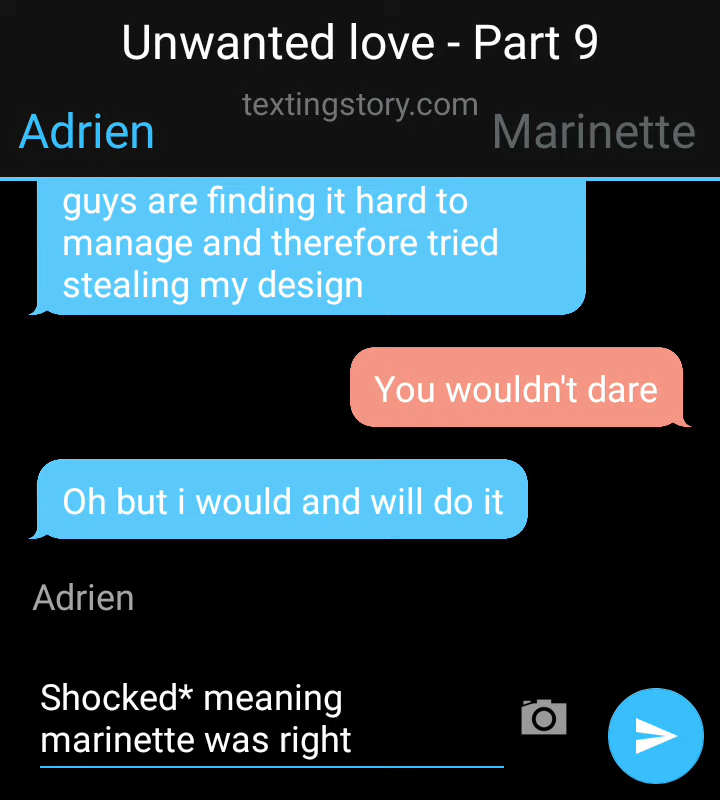 Unwanted love - Part 9
textingstory.com
Adrien
Marinette
guys are finding it hard to
manage and therefore tried
stealing my design
You wouldn't dare
Oh but i would and will do it
Adrien
Shocked* meaning
marinette was right